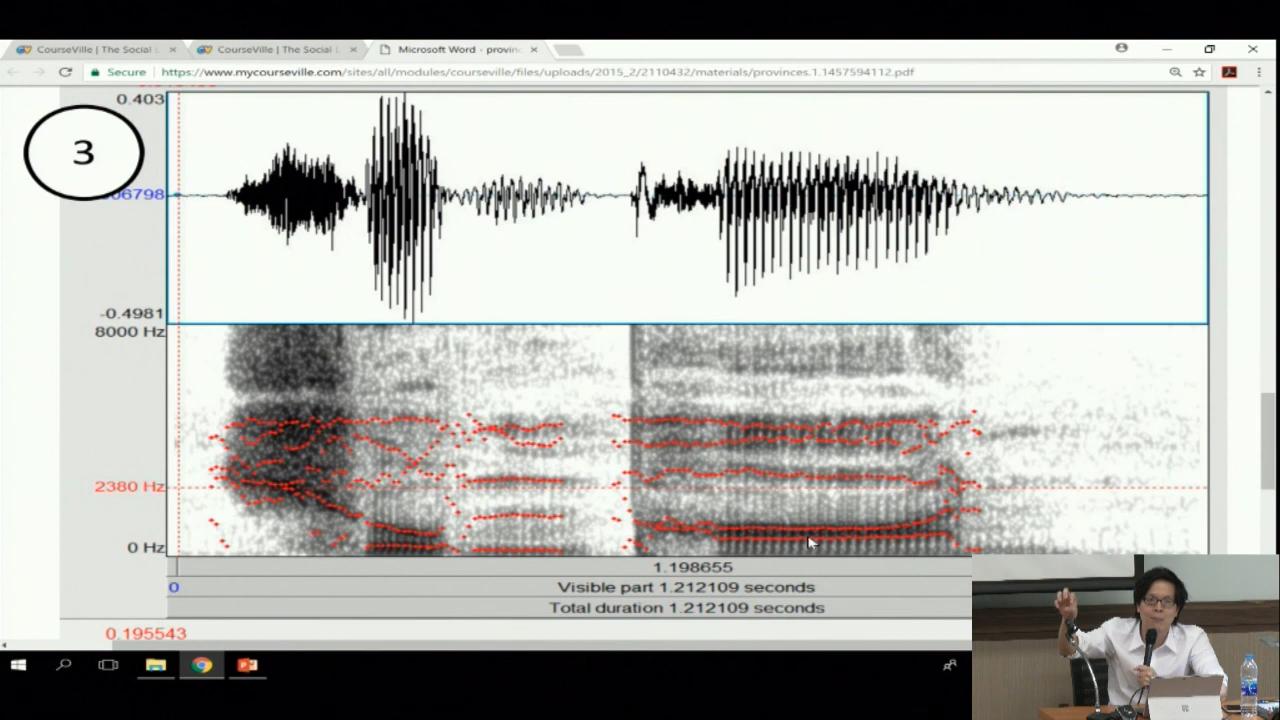 CourseVille | The Social
CourseVille | The Social
Microsoft Word - provin
Secure
https://www.mycourseville.com/sites/all/modules/courseville/files/uploads/2015_2/2110432/materials/provinces.1.1457594112.pdf
0.403
3
06798
-0.4981
8000 Hz
2380 Hz
0 Hz
1.198655
0
Visible part 1.212109 seconds
Total duration 1.212109 seconds
0.195543